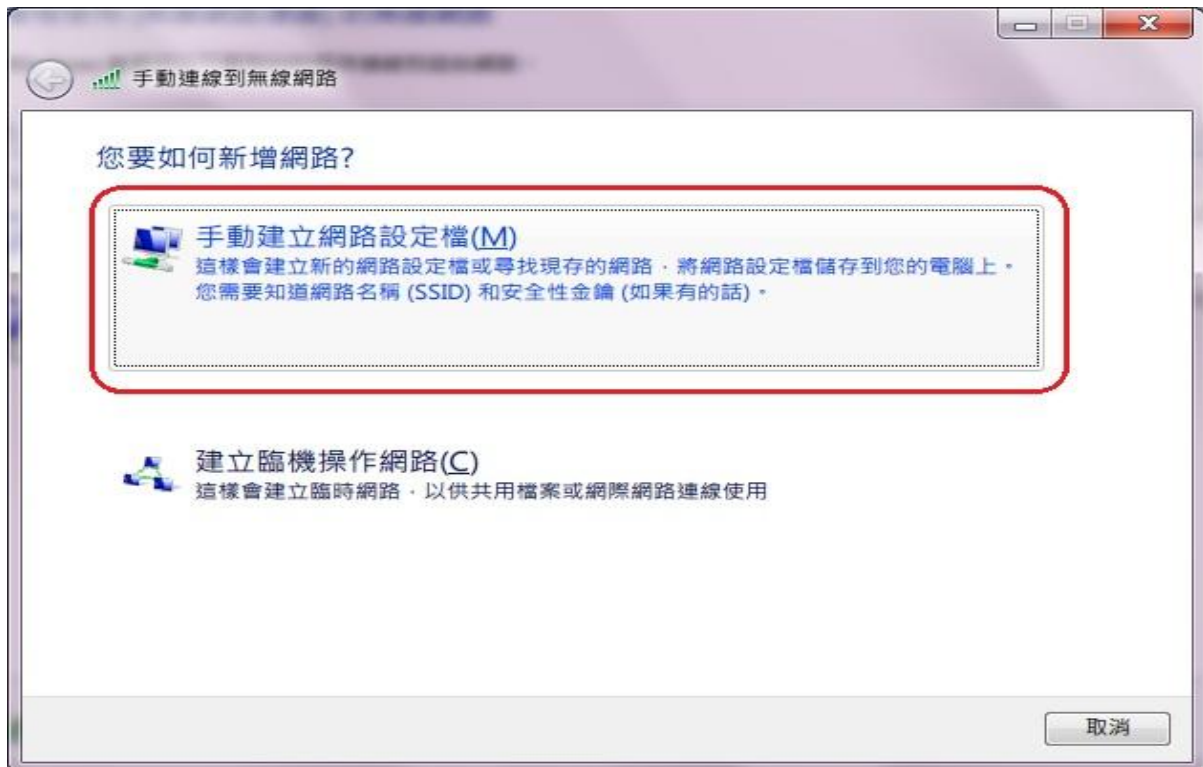 手動連線到無線網路
您要如何新增網路?
手動建立網路設定檔(M)
這樣會建立新的網路設定檔或尋找現存的網路，將網路設定檔儲存到您的電腦上。
您需要知道網路名稱 (SSID) 和安全性金鑰 (如果有的話)。
建立臨機操作網路(C)
這樣會建立臨時網路，以供共用檔案或網際網路連線使用
取消